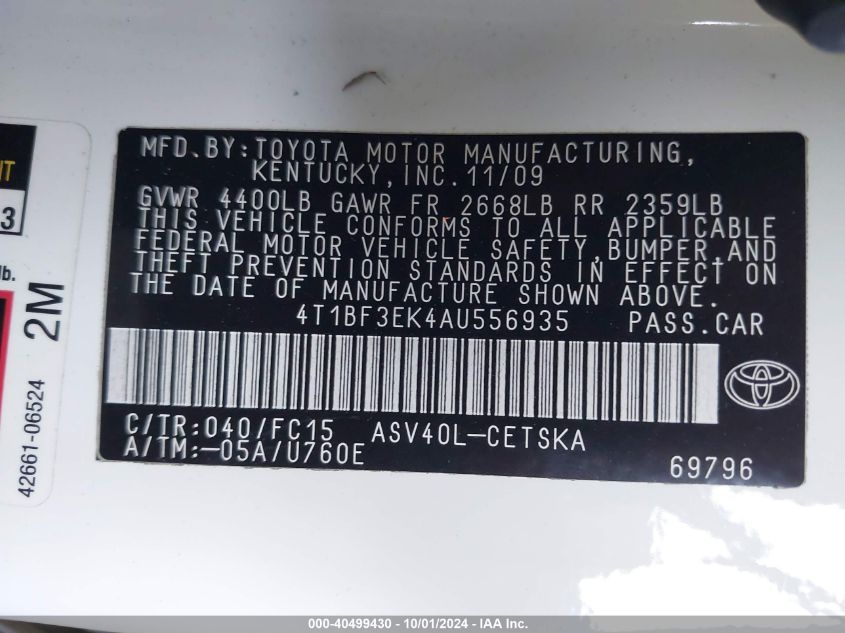 MFD.BY:TOYOTA MOTOR MANUFACTURING,
KENTUCKY,INC.11/09
GVWR 4400LB GAWR FR 2668LB RR 2359LB
THIS VEHICLE CONFORMS TO ALL APPLICABLE
FEDERAL MOTOR VEHICLE SAFETY,BUMPER,AND
THEFT PREVENTION STANDARDS IN EFFECT ON
THE DATE OF MANUFACTURE SHOWN ABOVE.
4T1BF3EK4AU556935 PASS.CAR
C/TR:040/FC15 ASV40L-CETSKA
A/TM:-05A/U760E
69796
3
lb.
2M
42661-06524
000-40499430 - 10/01/2024 - IAA Inc.